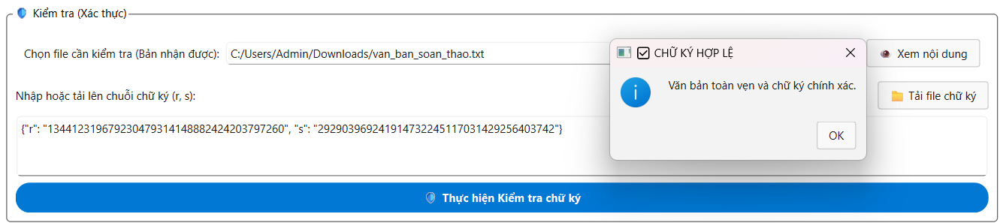 Kiểm tra (Xác thực)
Chọn file cần kiểm tra (Bản nhận được): C:/Users/Admin/Downloads/van_ban_soan_thao.txt
Xem nội dung
CHỮ KÝ HỢP LỆ
Văn bản toàn vẹn và chữ ký chính xác.
OK
Nhập hoặc tải lên chuỗi chữ ký (r, s):
Tải file chữ ký
{"r": "134412319679230479314148882424203797260", "s": "292903969241914732245117031429256403742"}
Thực hiện Kiểm tra chữ ký